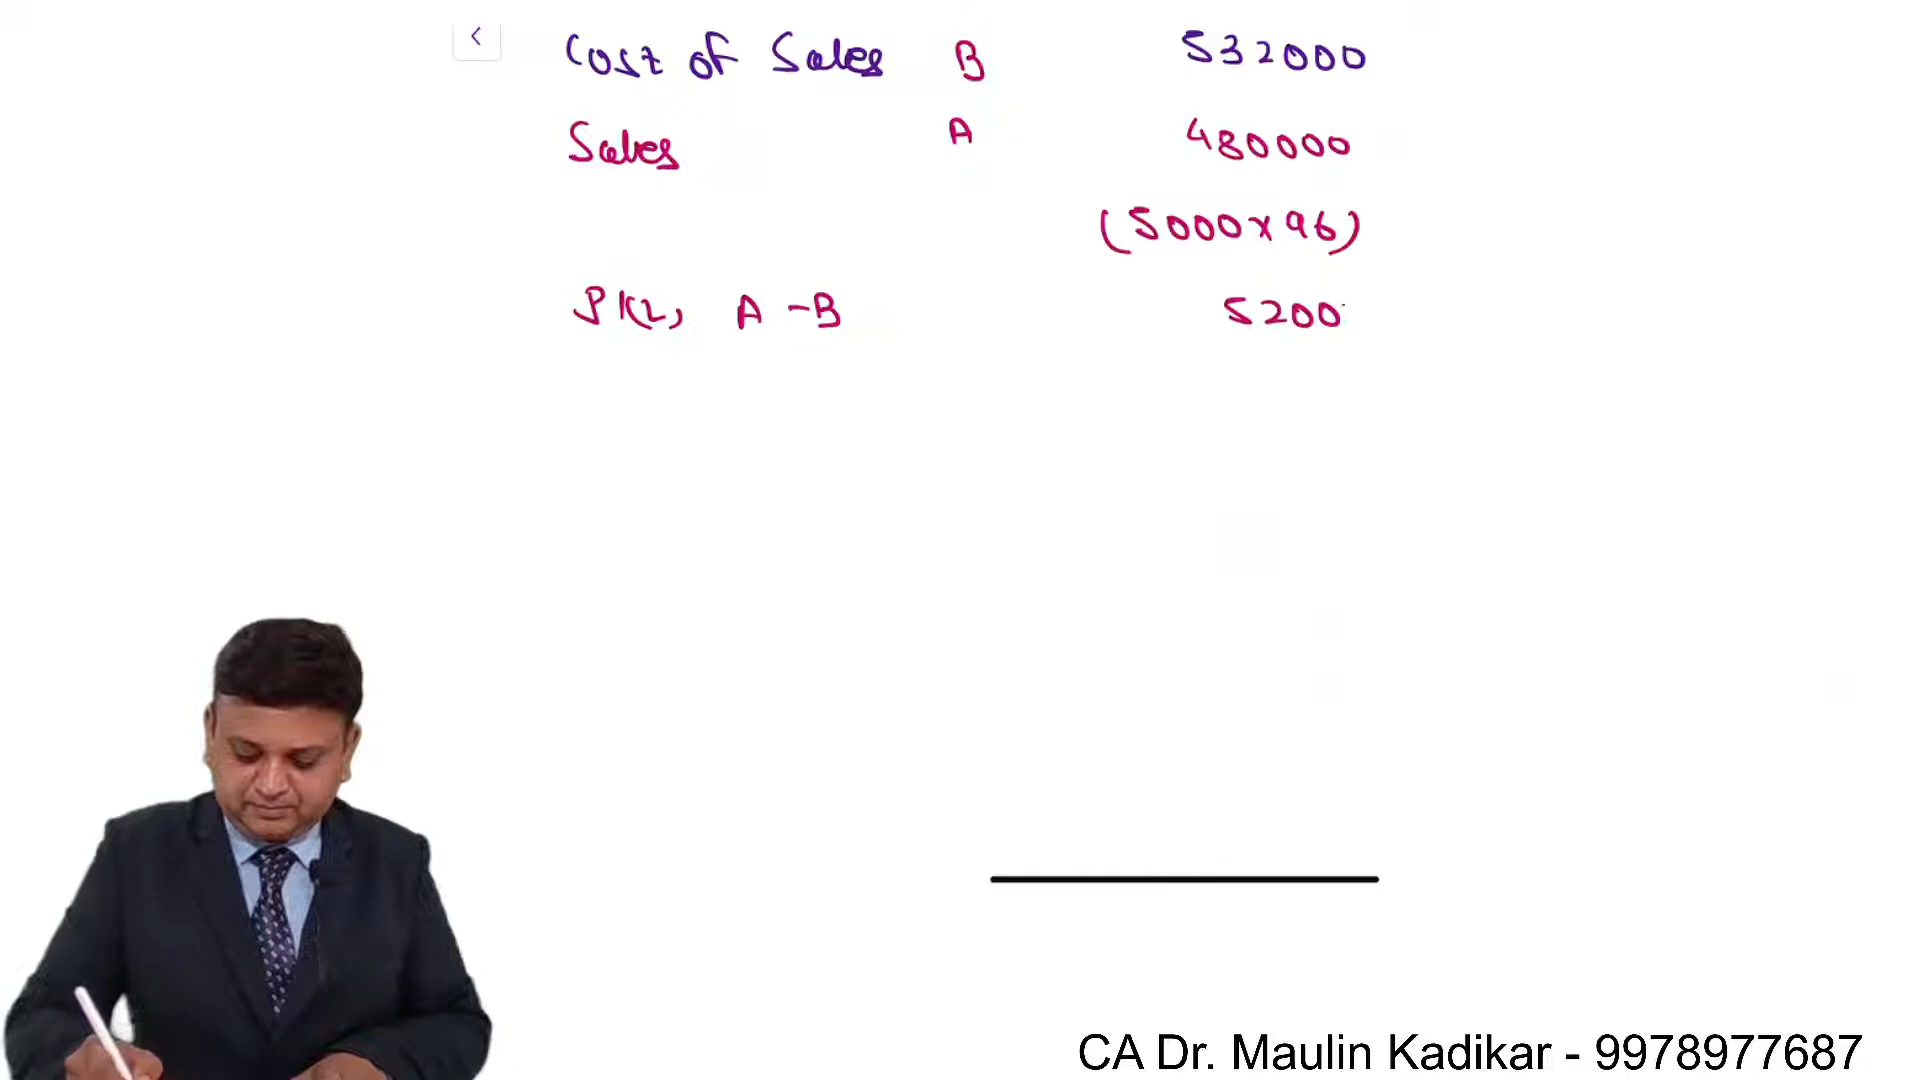 Cost of Sales B 532000
Sales A 480000
(5000x96)
A - B 5200
CA Dr. Maulin Kadikar - 9978977687